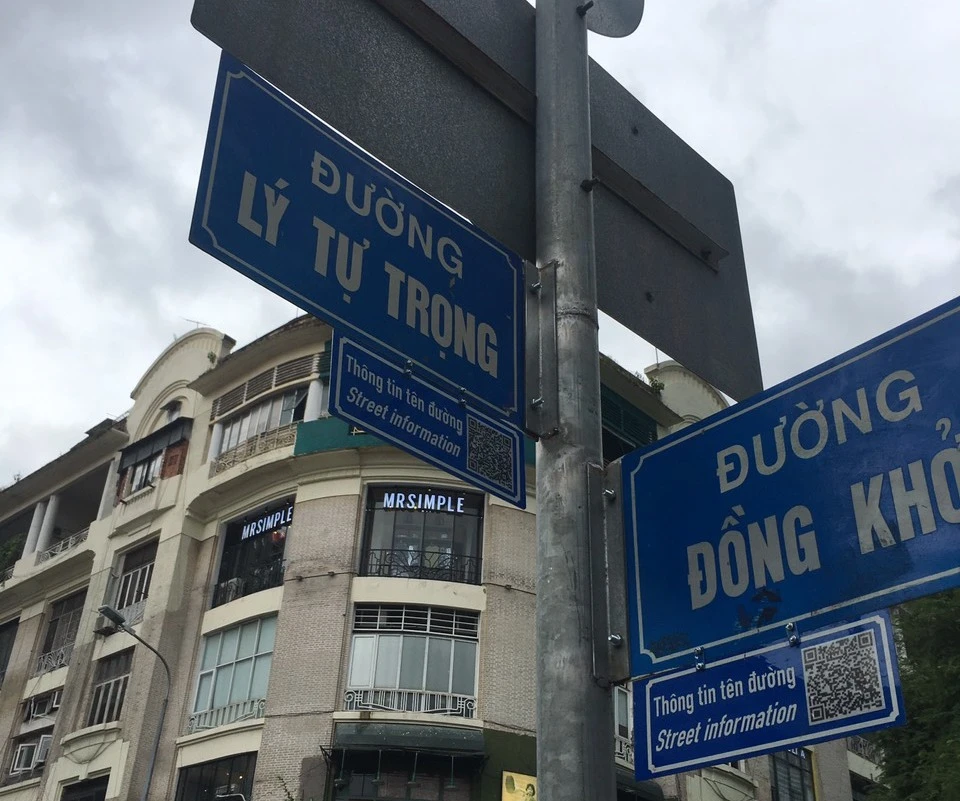 ĐƯỜNG
LÝ TỰ TRỌNG
Thông tin tên đường
Street information
MRSIMPLE
MRSIMPLE
ĐƯỜNG
ĐỒNG KHỞ
Thông tin tên đường
Street information